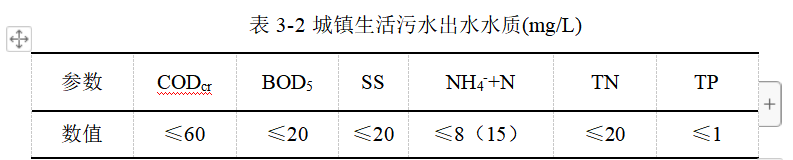 表 3-2 城镇生活污水出水水质(mg/L)
参数 CODcr BOD5 SS NH4-+N TN TP
数值 ≤60 ≤20 ≤20 ≤8（15） ≤20 ≤1